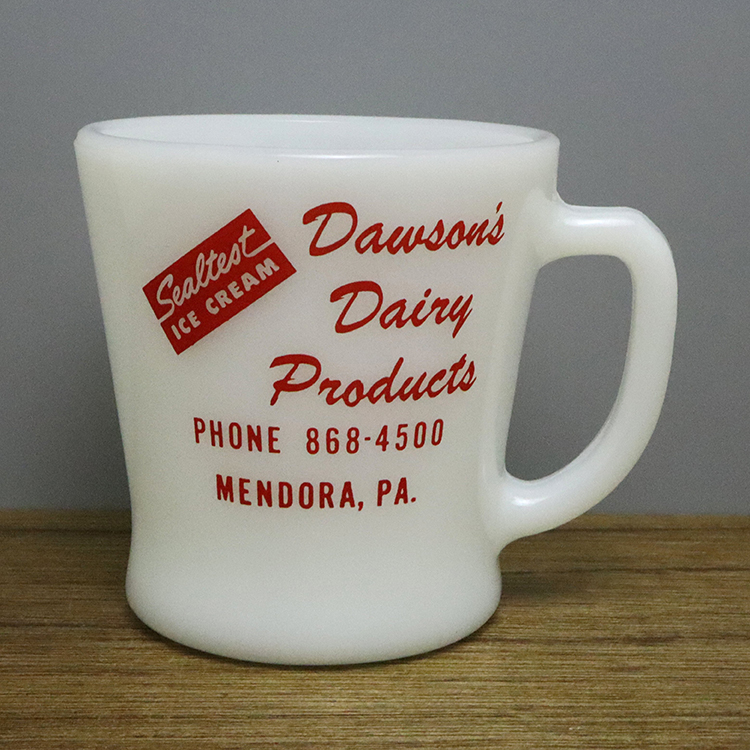 Sealtest
ICE CREAM
Dawson's
Dairy
Products
PHONE 868-4500
MENDORA, PA.